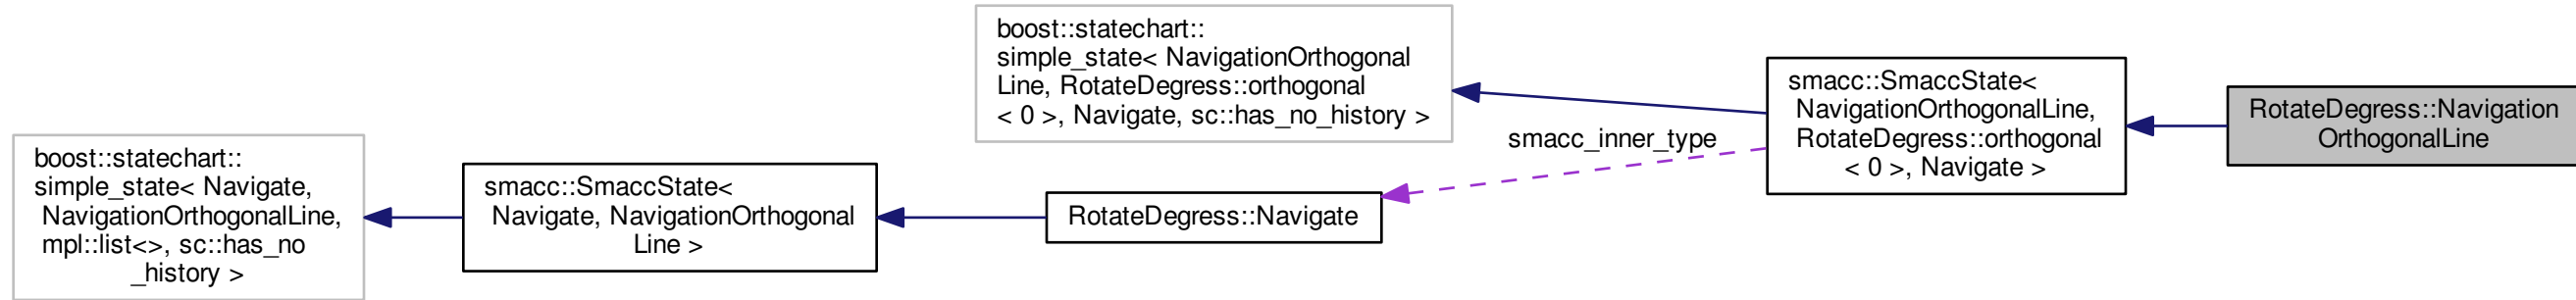 boost::statechart::
simple_state< Navigate,
NavigationOrthogonalLine,
mpl::list<>, sc::has_no
_history >
smacc::SmaccState<
Navigate, NavigationOrthogonal
Line >
boost::statechart::
simple_state< NavigationOrthogonal
Line, RotateDegress::orthogonal
< 0 >, Navigate, sc::has_no_history >
RotateDegress::Navigate
smacc_inner_type
smacc::SmaccState<
NavigationOrthogonalLine,
RotateDegress::orthogonal
< 0 >, Navigate >
RotateDegress::Navigation
OrthogonalLine